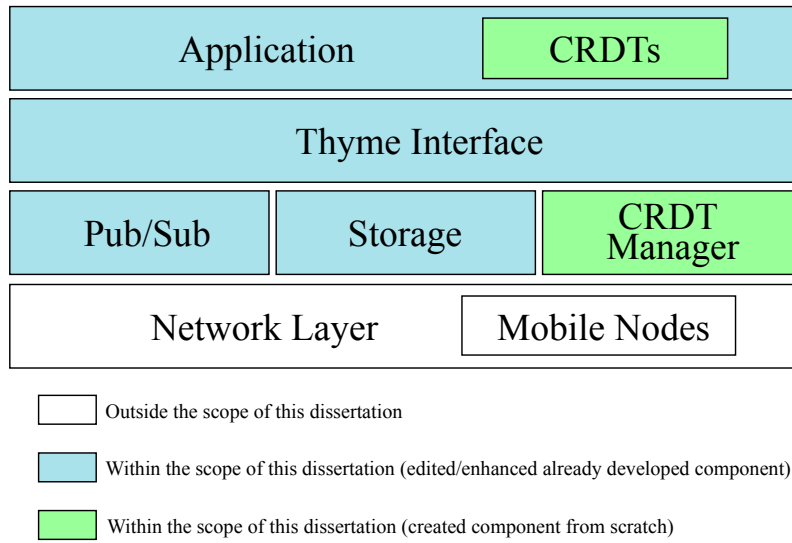 Application CRDTs
Thyme Interface
Pub/Sub Storage CRDT
Manager
Network Layer Mobile Nodes
Outside the scope of this dissertation
Within the scope of this dissertation (edited/enhanced already developed component)
Within the scope of this dissertation (created component from scratch)